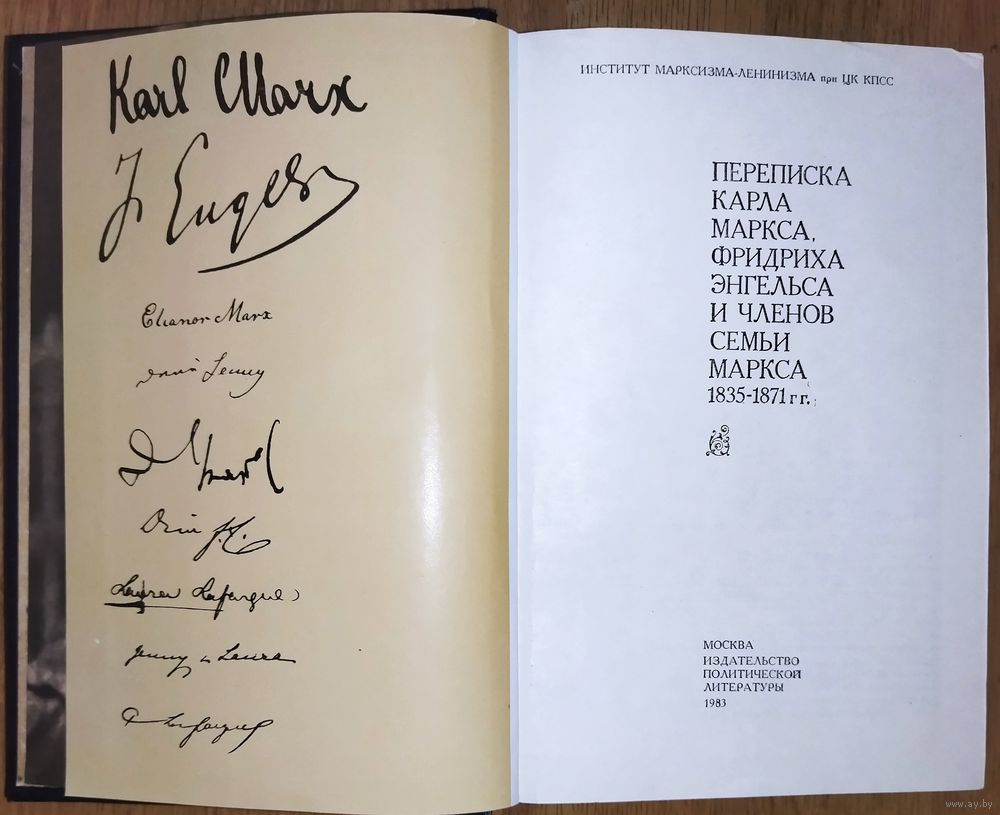 Karl Marx
F Engels
Eleanor Marx
Jenny
Laura Lafargue
Jenny u Laura
P Lafargue
ИНСТИТУТ МАРКСИЗМА-ЛЕНИНИЗМА при ЦК КПСС
ПЕРЕПИСКА
КАРЛА
МАРКСА,
ФРИДРИХА
ЭНГЕЛЬСА
И ЧЛЕНОВ
СЕМЬИ
МАРКСА
1835-1871 гг.
МОСКВА
ИЗДАТЕЛЬСТВО
ПОЛИТИЧЕСКОЙ
ЛИТЕРАТУРЫ
1983
www.ay.by